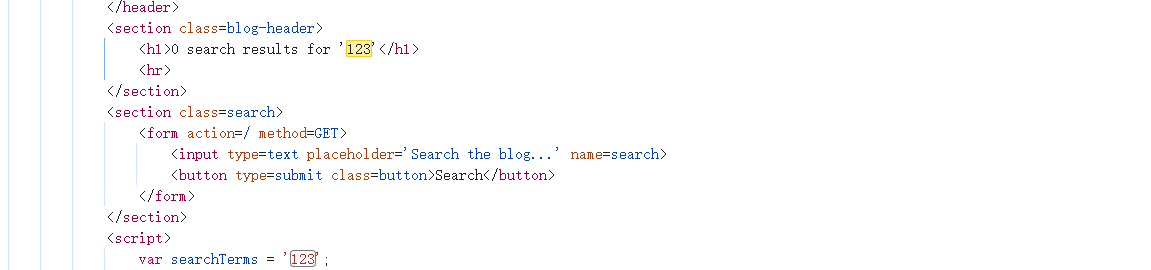 </header>
<section class=blog-header>
<h1>0 search results for '123'</h1>
<hr>
</section>
<section class=search>
<form action=/ method=GET>
<input type=text placeholder='Search the blog...' name=search>
<button type=submit class=button>Search</button>
</form>
</section>
<script>
var searchTerms = '123';